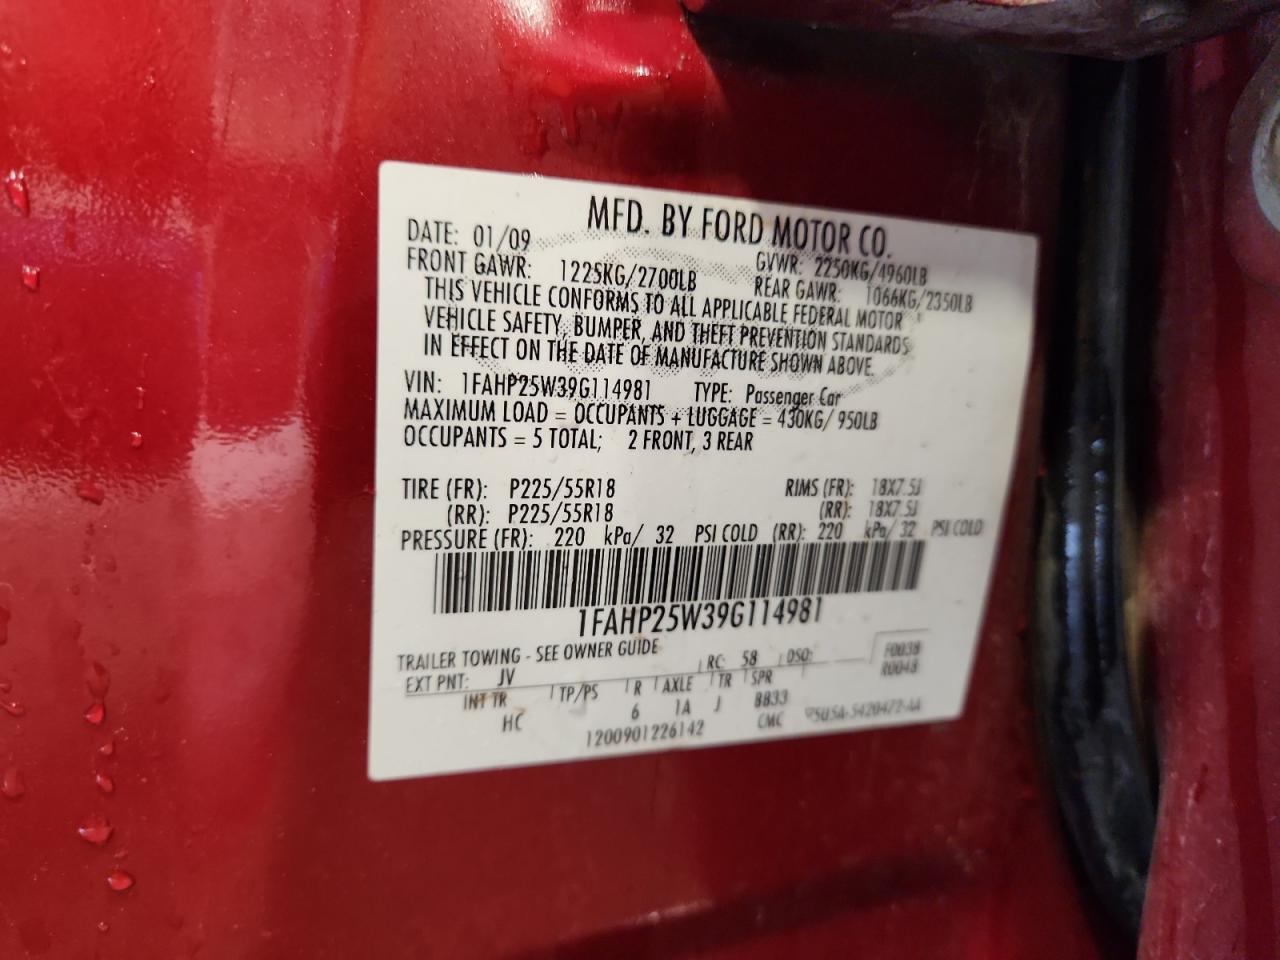 MFD. BY FORD MOTOR CO.
DATE: 01/09 GVWR: 2250KG/4960LB
FRONT GAWR: 1225KG/2700LB REAR GAWR: 1066KG/2350LB
THIS VEHICLE CONFORMS TO ALL APPLICABLE FEDERAL MOTOR
VEHICLE SAFETY, BUMPER, AND THEFT PREVENTION STANDARDS
IN EFFECT ON THE DATE OF MANUFACTURE SHOWN ABOVE.
VIN: 1FAHP25W39G114981 TYPE: Passenger Car
MAXIMUM LOAD = OCCUPANTS + LUGGAGE = 430KG/ 950LB
OCCUPANTS = 5 TOTAL; 2 FRONT, 3 REAR
TIRE (FR): P225/55R18 RIMS (FR): 18X7.5J
(RR): P225/55R18 (RR): 18X7.5J
PRESSURE (FR): 220 kPa/ 32 PSI COLD (RR): 220 kPa/ 32 PSI COLD
1FAHP25W39G114981
TRAILER TOWING - SEE OWNER GUIDE
EXT PNT: JV RC: 58 DSO: F0038
R0048
INT TR TP/PS R AXLE TR SPR
HC 6 1A J BB33
1200901226142 CMC